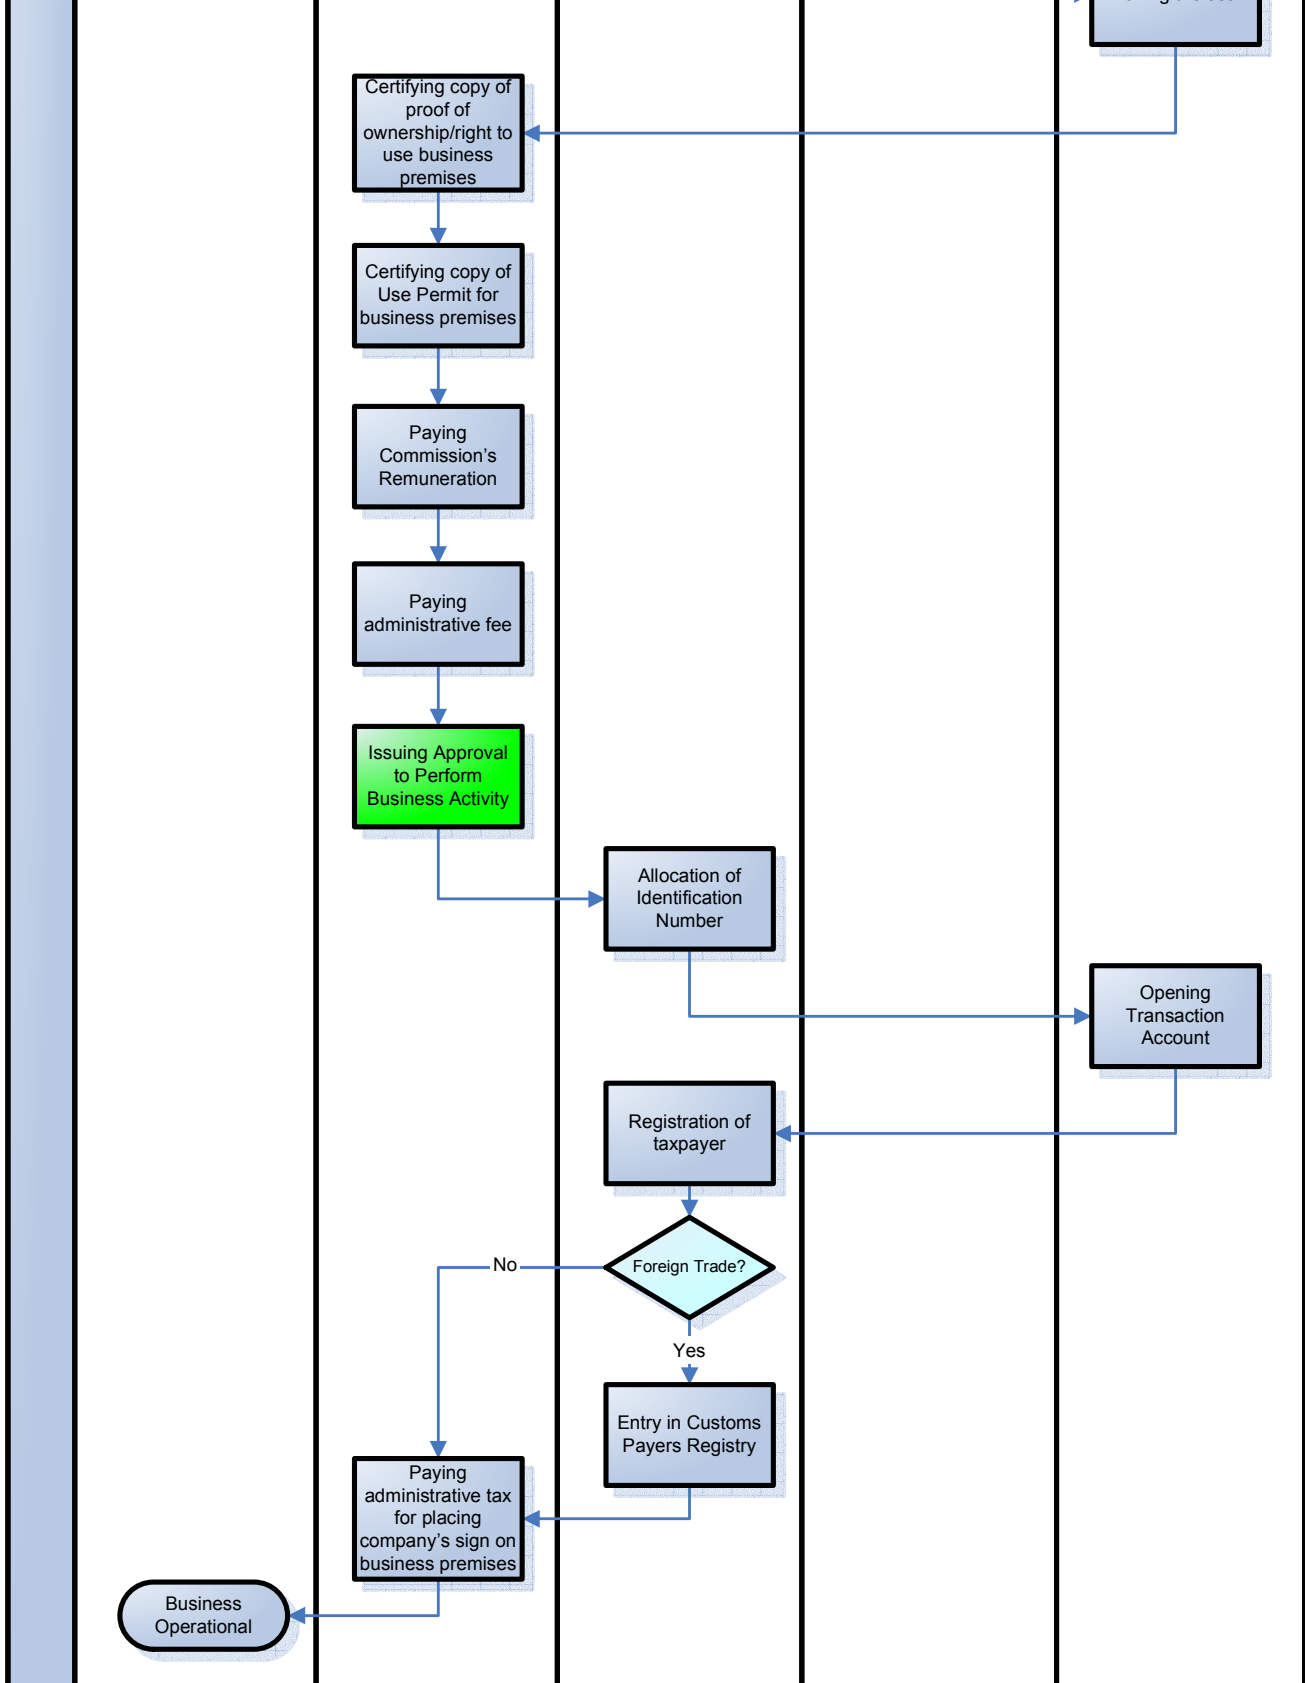 Certifying copy of
proof of
ownership/right to
use business
premises
Certifying copy of
Use Permit for
business premises
Paying
Commission's
Remuneration
Paying
administrative fee
Issuing Approval
to Perform
Business Activity
Allocation of
Identification
Number
Opening
Transaction
Account
Registration of
taxpayer
Foreign Trade?
No
Yes
Entry in Customs
Payers Registry
Paying
administrative tax
for placing
company's sign on
business premises
Business
Operational